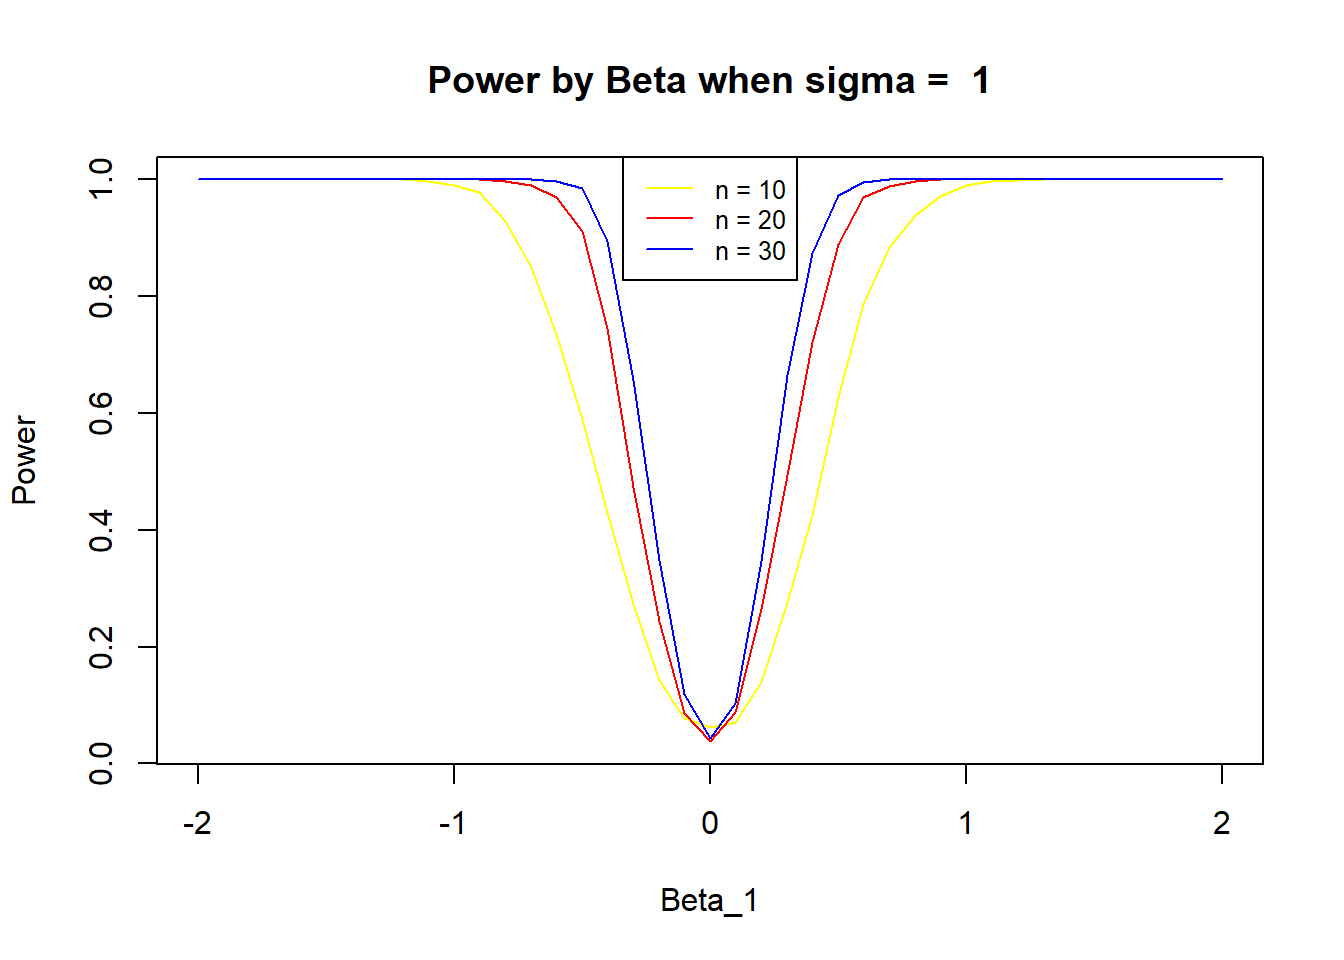 Power by Beta when sigma =  1
n = 10
n = 20
n = 30
Power
1.0
0.8
0.6
0.4
0.2
0.0
-2 -1 0 1 2
Beta_1